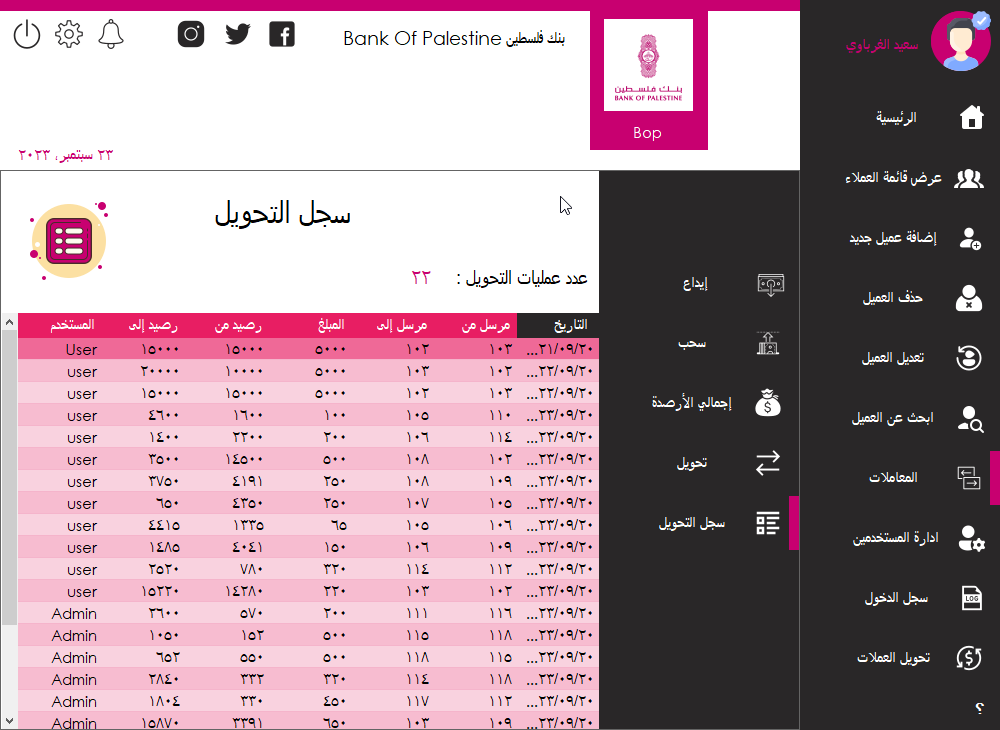 بنك فلسطين Bank Of Palestine
بنك فلسطين
BANK OF PALESTINE
Bop
٢٣ سبتمبر، ٢٠٢٣
سعيد الغرباوي
الرئيسية
عرض قائمة العملاء
إضافة عميل جديد
حذف العميل
تعديل العميل
ابحث عن العميل
المعاملات
ادارة المستخدمين
سجل الدخول
LOG
تحويل العملات
؟
إيداع
سحب
إجمالي الأرصدة
تحويل
سجل التحويل
سجل التحويل
عدد عمليات التحويل : ٢٢
التاريخ مرسل من مرسل إلى المبلغ رصيد من رصيد إلى المستخدم
٢١/٠٩/٢٠... ١٠٣ ١٠٢ ٥٠٠٠ ١٥٠٠٠ ١٥٠٠٠ User
٢٢/٠٩/٢٠... ١٠٢ ١٠٣ ٥٠٠٠ ١٠٠٠٠ ٢٠٠٠٠ user
٢٢/٠٩/٢٠... ١٠٣ ١٠٢ ٥٠٠٠ ١٥٠٠٠ ١٥٠٠٠ user
٢٢/٠٩/٢٠... ١١٠ ١٠٥ ١٠٠ ١٦٠٠ ٤٦٠٠ user
٢٣/٠٩/٢٠... ١١٤ ١٠٦ ٢٠٠ ٢٢٠٠ ١٤٠٠ user
٢٣/٠٩/٢٠... ١٠٢ ١٠٨ ٥٠٠ ١٤٥٠٠ ٣٥٠٠ user
٢٣/٠٩/٢٠... ١٠٩ ١٠٨ ٢٥٠ ٤١٩١ ٣٧٥٠ user
٢٣/٠٩/٢٠... ١٠٥ ١٠٧ ٢٥٠ ٤٣٥٠ ٦٥٠ user
٢٣/٠٩/٢٠... ١٠٦ ١٠٥ ٦٥ ١٣٣٥ ٤٤١٥ user
٢٣/٠٩/٢٠... ١٠٩ ١٠٦ ١٥٠ ٤٠٤١ ١٤٨٥ user
٢٣/٠٩/٢٠... ١١٢ ١١٤ ٣٢٠ ٧٨٠ ٢٥٢٠ user
٢٣/٠٩/٢٠... ١٠٢ ١٠٣ ٢٢٠ ١٤٢٨٠ ١٥٢٢٠ user
٢٣/٠٩/٢٠... ١١٦ ١١١ ٢٠٠ ٥٧٠ ٢٦٠٠ Admin
٢٣/٠٩/٢٠... ١١٨ ١١٥ ٥٠٠ ١٥٢ ١٠٥٠ Admin
٢٣/٠٩/٢٠... ١١٥ ١١٨ ٥٠٠ ٥٥٠ ٦٥٢ Admin
٢٣/٠٩/٢٠... ١١٨ ١١٤ ٣٢٠ ٣٣٢ ٢٨٤٠ Admin
٢٣/٠٩/٢٠... ١١٢ ١١٧ ٤٥٠ ٣٣٠ ١٨٠٤ Admin
٢٣/٠٩/٢٠... ١٠٩ ١٠٣ ٦٥٠ ٣٣٩١ ١٥٨٧٠ Admin